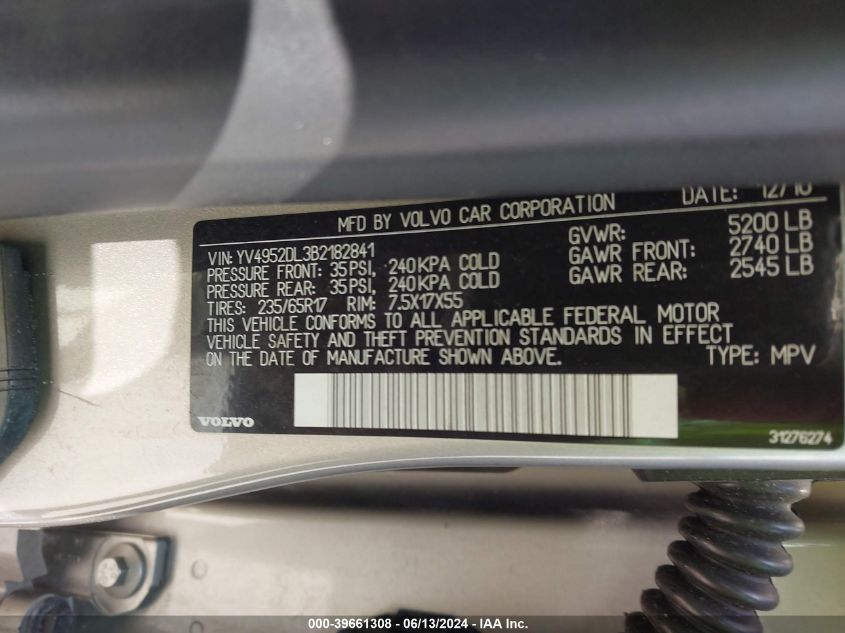 DATE: 12/10
MFD BY VOLVO CAR CORPORATION
VIN: YV4952DL3B2182841
PRESSURE FRONT: 35PSI, 240KPA COLD
PRESSURE REAR: 35PSI, 240KPA COLD
TIRES: 235/65R17 RIM: 7.5X17X55
GVWR: 5200 LB
GAWR FRONT: 2740 LB
GAWR REAR: 2545 LB
THIS VEHICLE CONFORMS TO ALL APPLICABLE FEDERAL MOTOR
VEHICLE SAFETY AND THEFT PREVENTION STANDARDS IN EFFECT
ON THE DATE OF MANUFACTURE SHOWN ABOVE.
TYPE: MPV
VOLVO
31276274
000-39661308 - 06/13/2024 - IAA Inc.